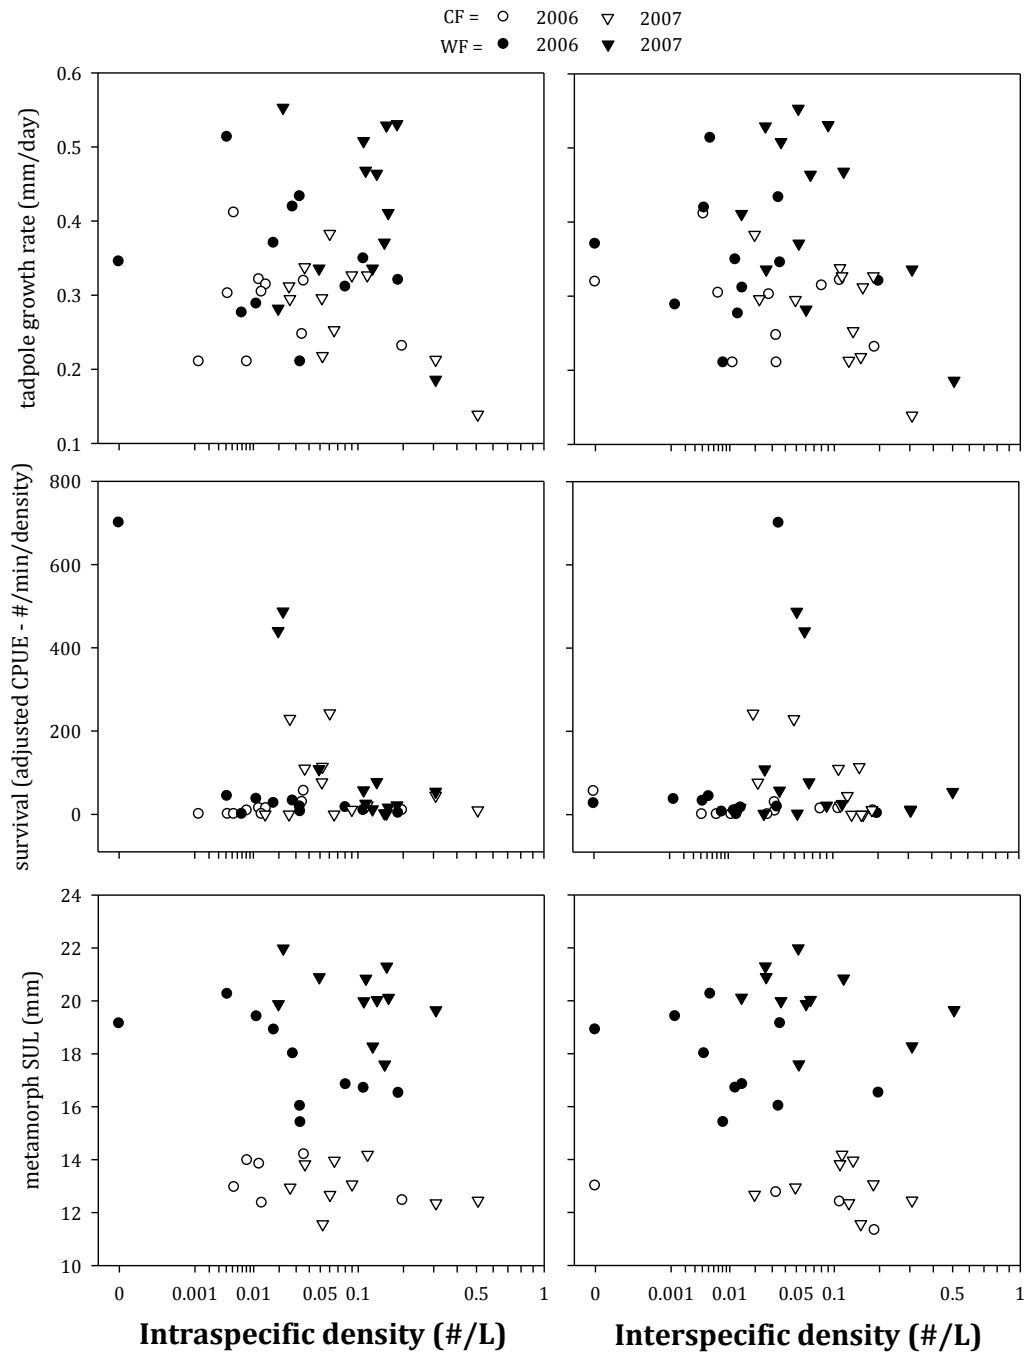 CF = 2006 2007
WF = 2006 2007
tadpole growth rate (mm/day)
0.6
0.5
0.4
0.3
0.2
0.1
survival (adjusted CPUE - #/min/density)
800
600
400
200
0
metamorph SUL (mm)
24
22
20
18
16
14
12
10
0 0.001 0.01 0.05 0.1 0.5 1
0 0.001 0.01 0.05 0.1 0.5 1
Intraspecific density (#/L)
Interspecific density (#/L)